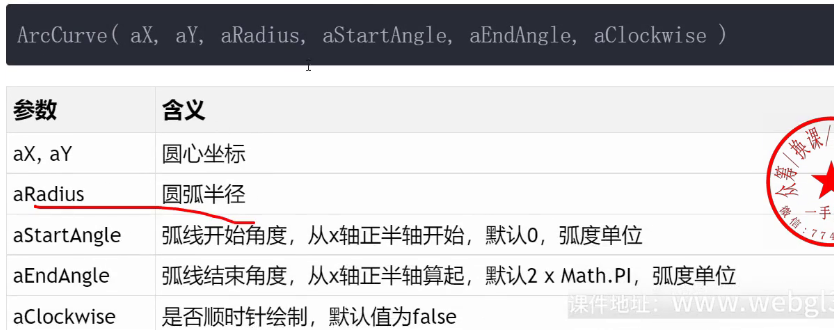 ArcCurve( aX, aY, aRadius, aStartAngle, aEndAngle, aClockwise )
参数 含义
aX, aY 圆心坐标
aRadius 圆弧半径
aStartAngle 弧线开始角度，从x轴正半轴开始，默认0，弧度单位
aEndAngle 弧线结束角度，从x轴正半轴算起，默认2 x Math.PI，弧度单位
aClockwise 是否顺时针绘制，默认值为false
课件地址：www.webgl3
众筹/换课/
一手
微信:774